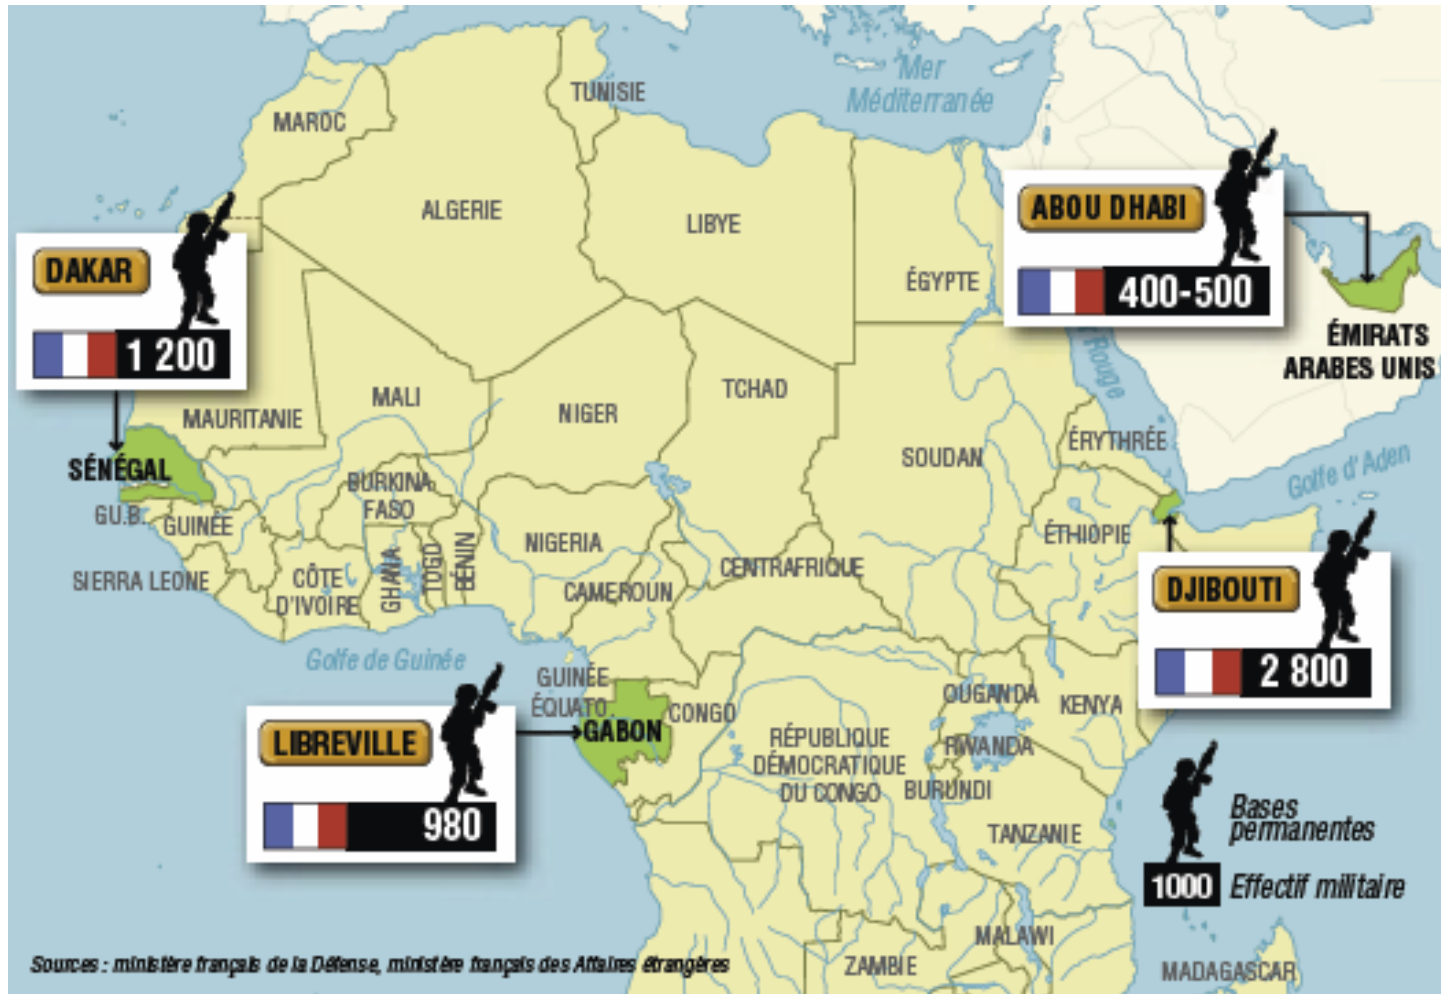 Mer
Méditerranée
TUNISIE
MAROC
ALGERIE
LIBYE
ÉGYPTE
ABOU DHABI
400-500
ÉMIRATS
ARABES UNIS
DAKAR
1 200
Rouge
MAURITANIE
MALI
NIGER
TCHAD
SOUDAN
ÉRYTHRÉE
Golfe d'Aden
SÉNÉGAL
GU.B.
GUINÉE
BURKINA
FASO
NIGERIA
ÉTHIOPIE
SIERRA LEONE
CÔTE
D'IVOIRE
GHANA
TOGO
BÉNIN
CAMEROUN
CENTRAFRIQUE
DJIBOUTI
2 800
Golfe de Guinée
GUINÉE
ÉQUATO.
GABON
CONGO
OUGANDA
KENYA
LIBREVILLE
980
RÉPUBLIQUE
DÉMOCRATIQUE
DU CONGO
RWANDA
BURUNDI
TANZANIE
Bases
permanentes
1000 Effectif militaire
MALAWI
ZAMBIE
MADAGASCAR
Sources : ministère français de la Défense, ministère français des Affaires étrangères